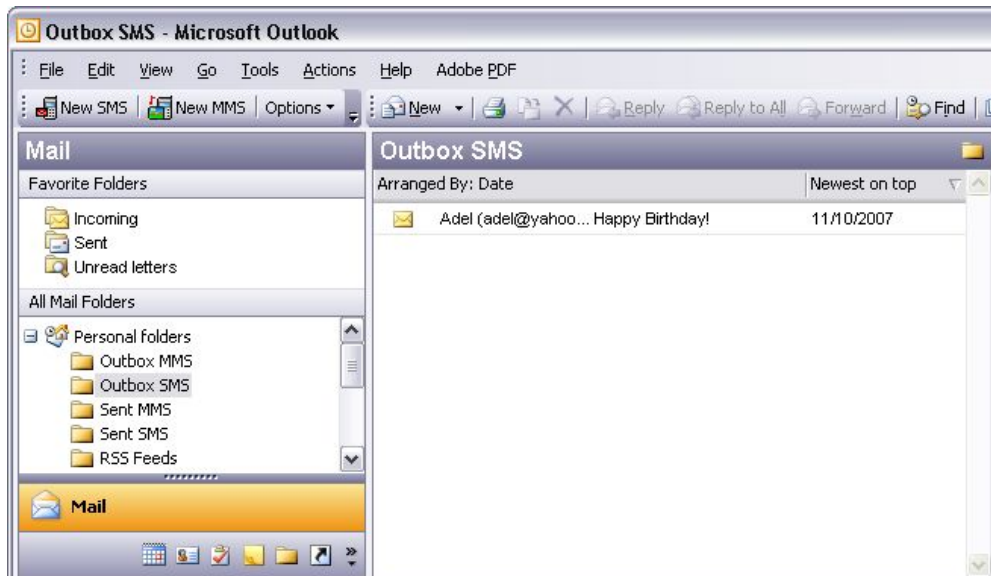 Outbox SMS - Microsoft Outlook
File Edit View Go Tools Actions Help Adobe PDF
New SMS New MMS Options New Reply Reply to All Forward Find
Mail
Favorite Folders
Incoming
Sent
Unread letters
All Mail Folders
Personal folders
Outbox MMS
Outbox SMS
Sent MMS
Sent SMS
RSS Feeds
Mail
Outbox SMS
Arranged By: Date Newest on top
Adel (adel@yahoo... Happy Birthday! 11/10/2007